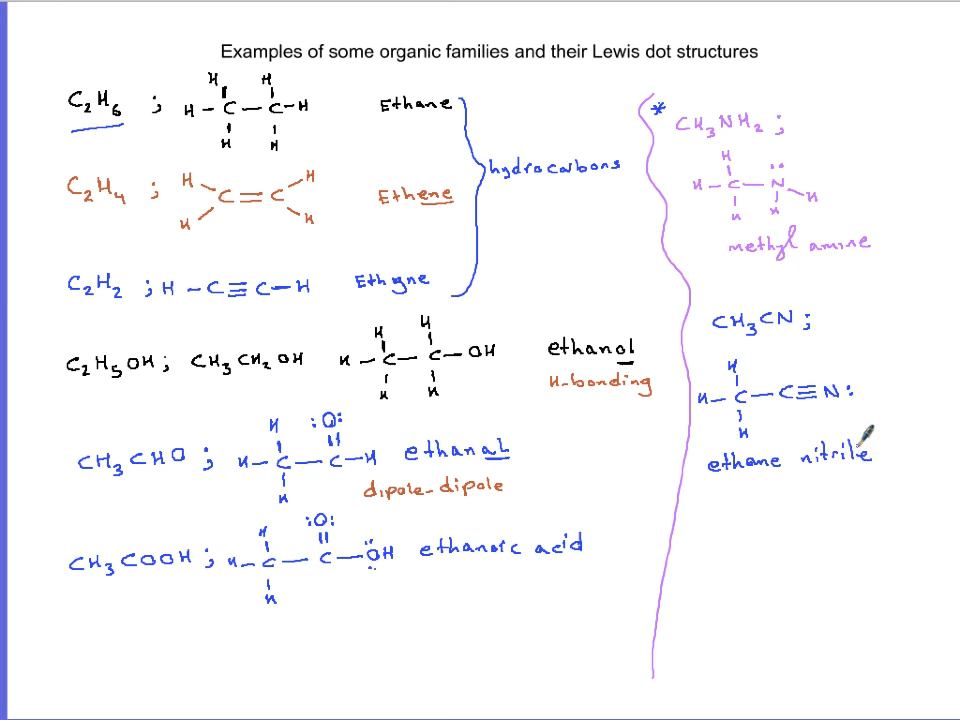 Examples of some organic families and their Lewis dot structures
H H
C₂H₆ ; H – C – C – H Ethane
H H
hydrocarbons
C₂H₄ ; H C = C H Ethene
H H
C₂H₂ ; H – C ≡ C – H Ethyne
H H
C₂H₅OH ; CH₃CH₂OH H – C – C – OH ethanol
H H
H-bonding
H :O:
CH₃CHO ; H – C – C – H ethanal
H
dipole-dipole
H :O:
CH₃COOH ; H – C – C – ÖH ethanoic acid
H
* CH₃NH₂ ;
H ..
H – C – N – H
H H
methyl amine
CH₃CN ;
H
H – C – C ≡ N :
H
ethane nitrile